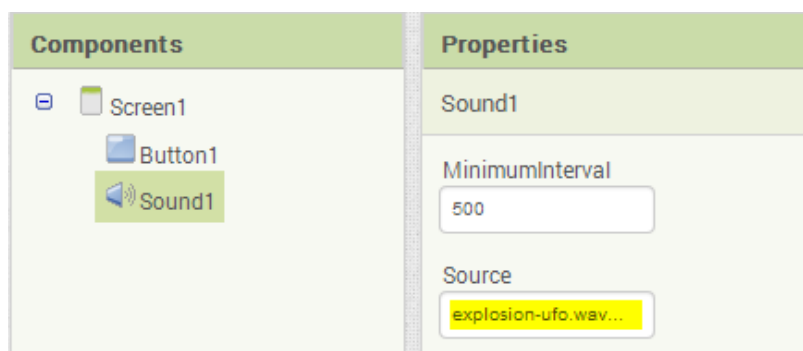 Components
Screen1
Button1
Sound1
Properties
Sound1
MinimumInterval
500
Source
explosion-ufo.wav...